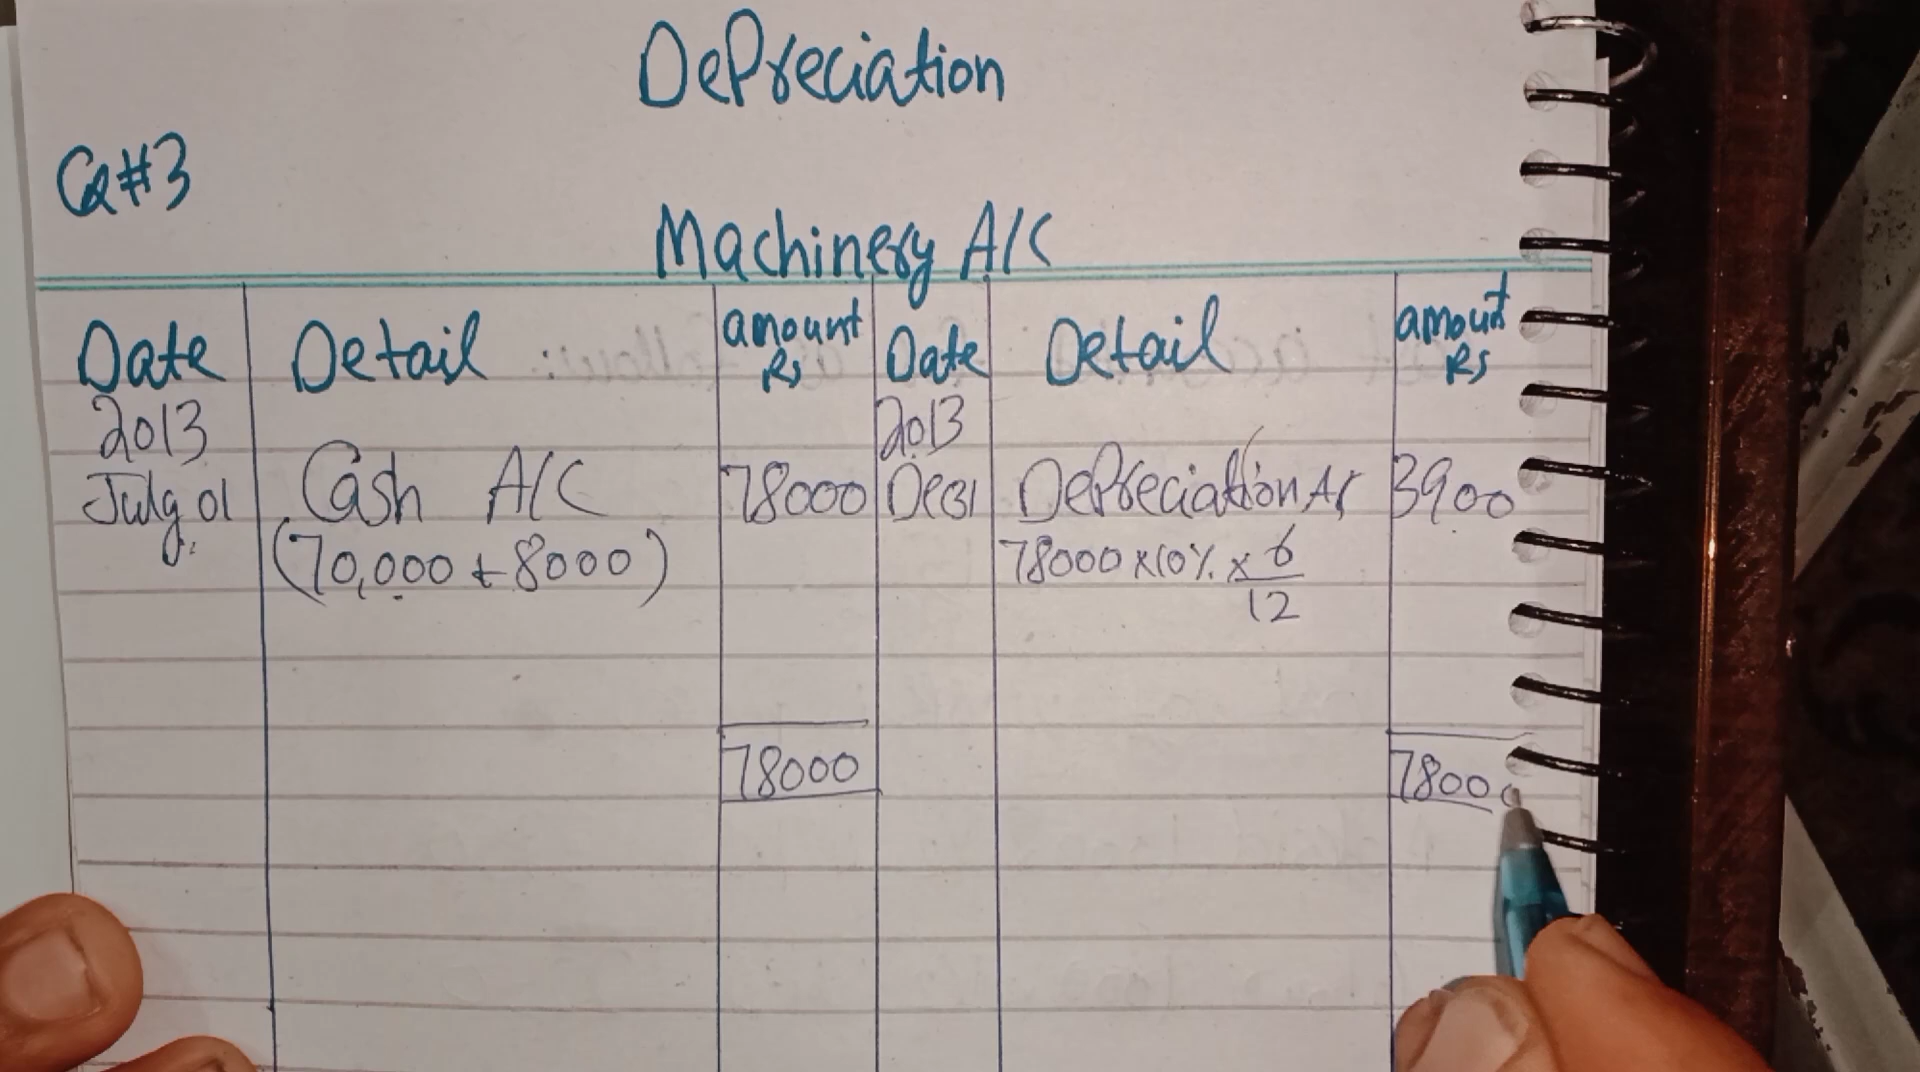 DePreciation
Q#3
Machinery A/C
Date Detail amount Rs Date Detail amount Rs
2013 2013
July 01 Cash A/C 78000 Dec31 DePreciation A/c 3900
(70,000 + 8000) 78000 x 10% x 6/12
78000 78000